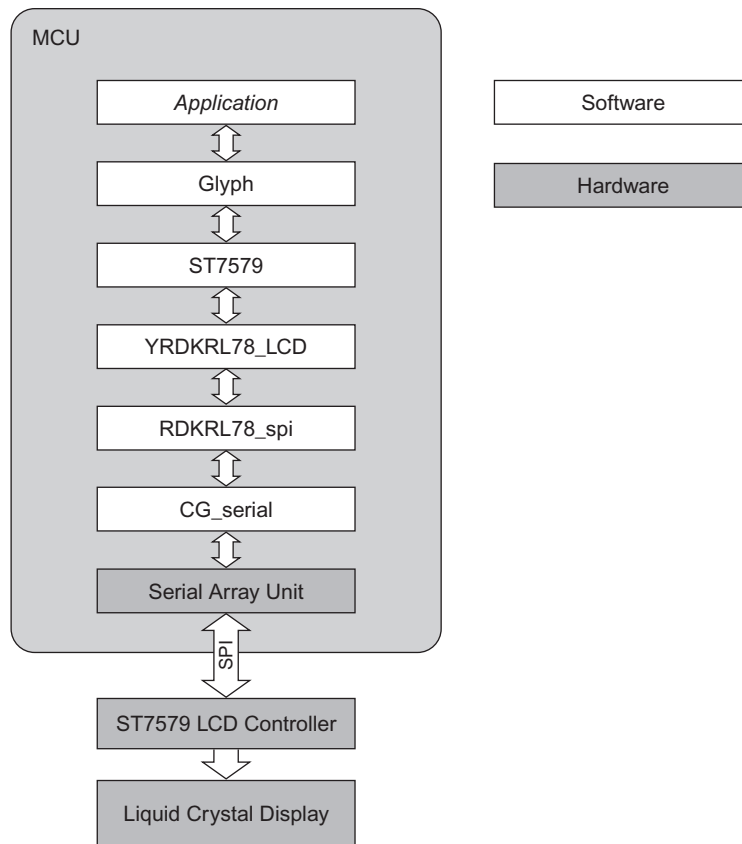 MCU
Application
Software
Glyph
Hardware
ST7579
YRDKRL78_LCD
RDKRL78_spi
CG_serial
Serial Array Unit
SPI
ST7579 LCD Controller
Liquid Crystal Display